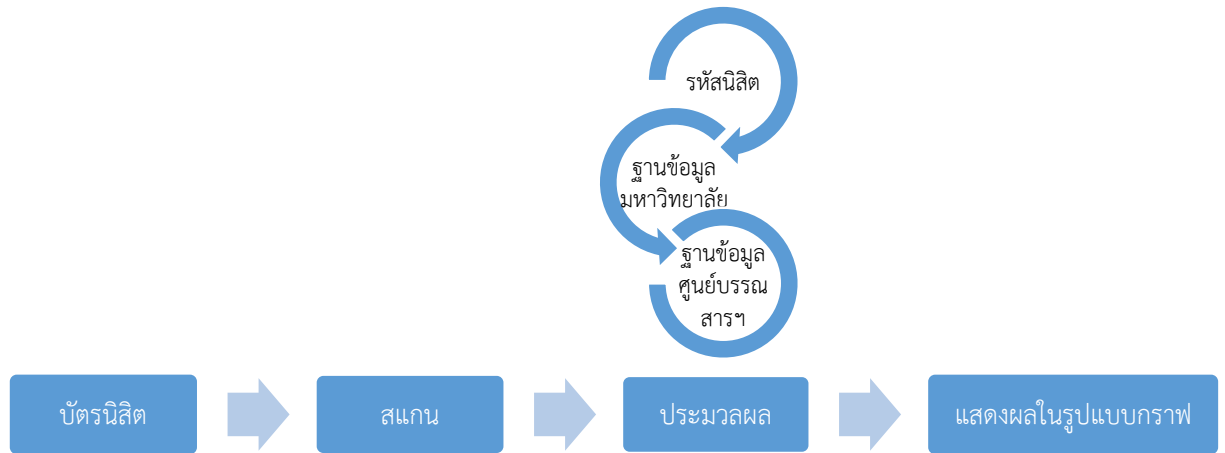 รหัสนิสิต
ฐานข้อมูล
มหาวิทยาลัย
ฐานข้อมูล
ศูนย์บรรณ
สารฯ
บัตรนิสิต
สแกน
ประมวลผล
แสดงผลในรูปแบบกราฟ